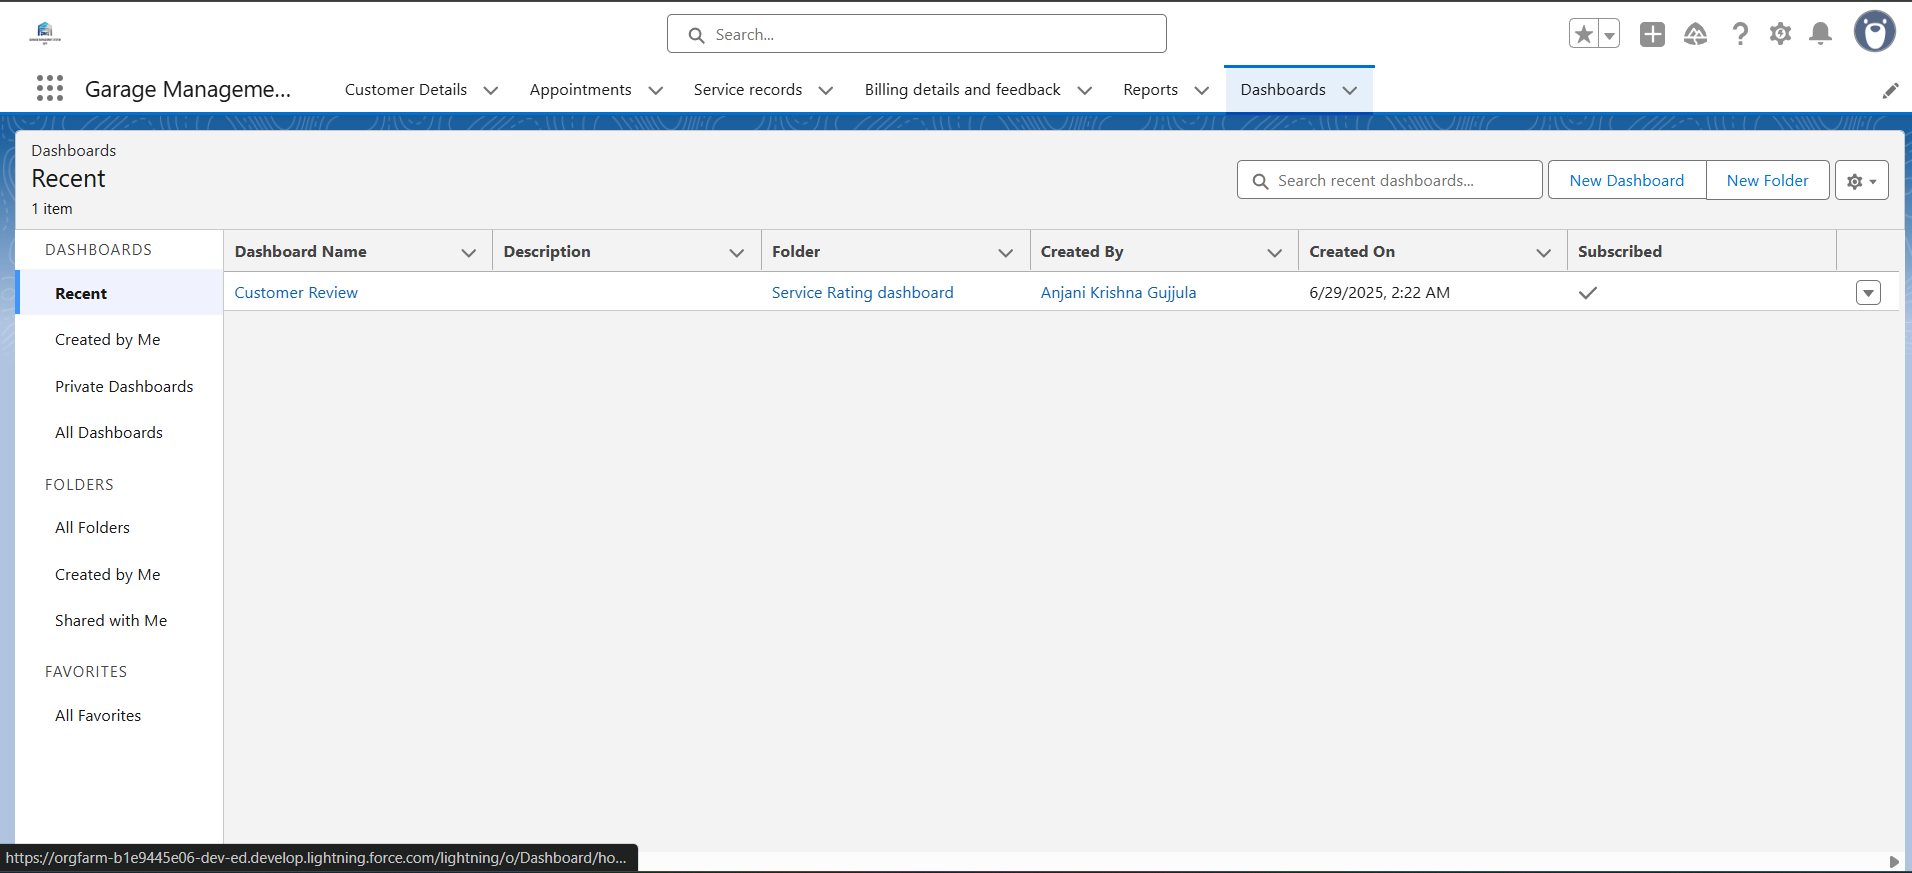 Search...
Garage Manageme...
Customer Details
Appointments
Service records
Billing details and feedback
Reports
Dashboards
Dashboards
Recent
1 item
Search recent dashboards...
New Dashboard
New Folder
DASHBOARDS
Recent
Created by Me
Private Dashboards
All Dashboards
FOLDERS
All Folders
Created by Me
Shared with Me
FAVORITES
All Favorites
Dashboard Name Description Folder Created By Created On Subscribed
Customer Review Service Rating dashboard Anjani Krishna Gujjula 6/29/2025, 2:22 AM
https://orgfarm-b1e9445e06-dev-ed.develop.lightning.force.com/lightning/o/Dashboard/ho...